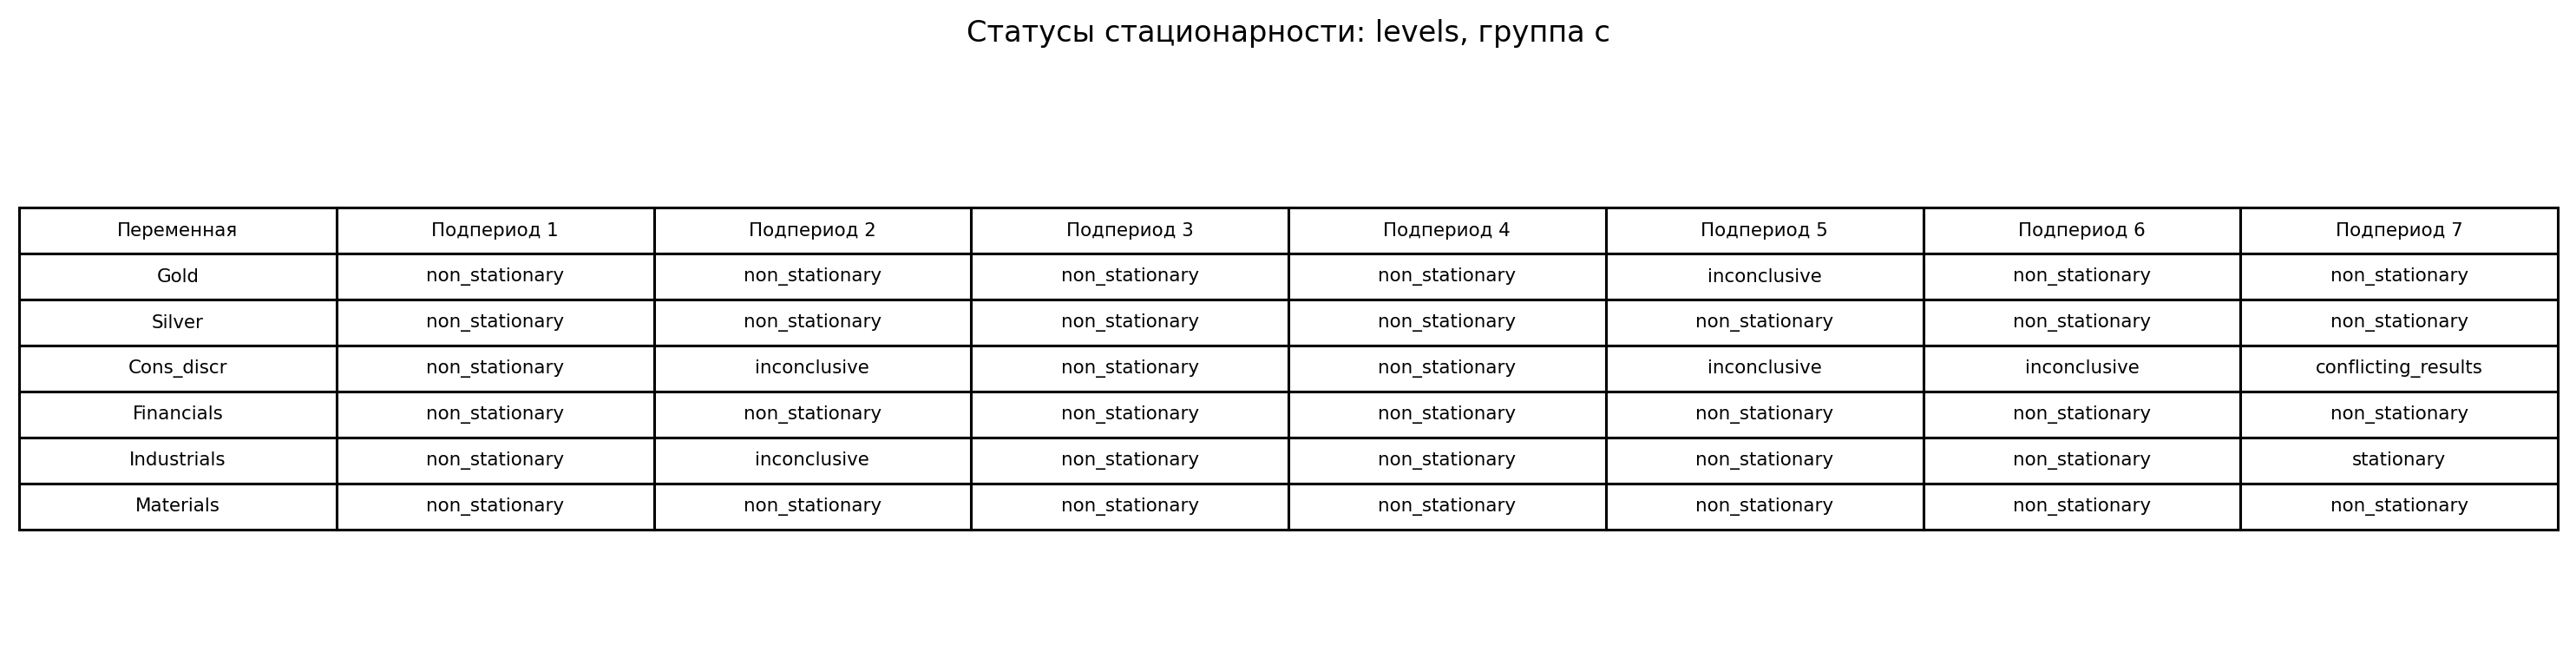 Статусы стационарности: levels, группа c
Переменная Подпериод 1 Подпериод 2 Подпериод 3 Подпериод 4 Подпериод 5 Подпериод 6 Подпериод 7
Gold non_stationary non_stationary non_stationary non_stationary inconclusive non_stationary non_stationary
Silver non_stationary non_stationary non_stationary non_stationary non_stationary non_stationary non_stationary
Cons_discr non_stationary inconclusive non_stationary non_stationary inconclusive inconclusive conflicting_results
Financials non_stationary non_stationary non_stationary non_stationary non_stationary non_stationary non_stationary
Industrials non_stationary inconclusive non_stationary non_stationary non_stationary non_stationary stationary
Materials non_stationary non_stationary non_stationary non_stationary non_stationary non_stationary non_stationary